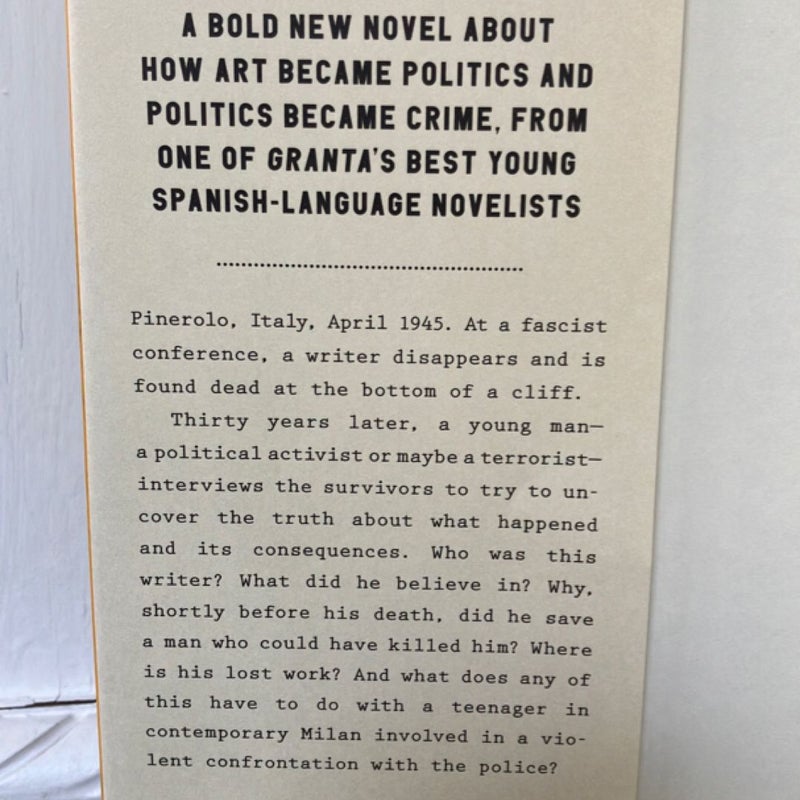 A BOLD NEW NOVEL ABOUT
HOW ART BECAME POLITICS AND
POLITICS BECAME CRIME, FROM
ONE OF GRANTA'S BEST YOUNG
SPANISH-LANGUAGE NOVELISTS
Pinerolo, Italy, April 1945. At a fascist
conference, a writer disappears and is
found dead at the bottom of a cliff.
Thirty years later, a young man—
a political activist or maybe a terrorist—
interviews the survivors to try to un-
cover the truth about what happened
and its consequences. Who was this
writer? What did he believe in? Why,
shortly before his death, did he save
a man who could have killed him? Where
is his lost work? And what does any of
this have to do with a teenager in
contemporary Milan involved in a vio-
lent confrontation with the police?